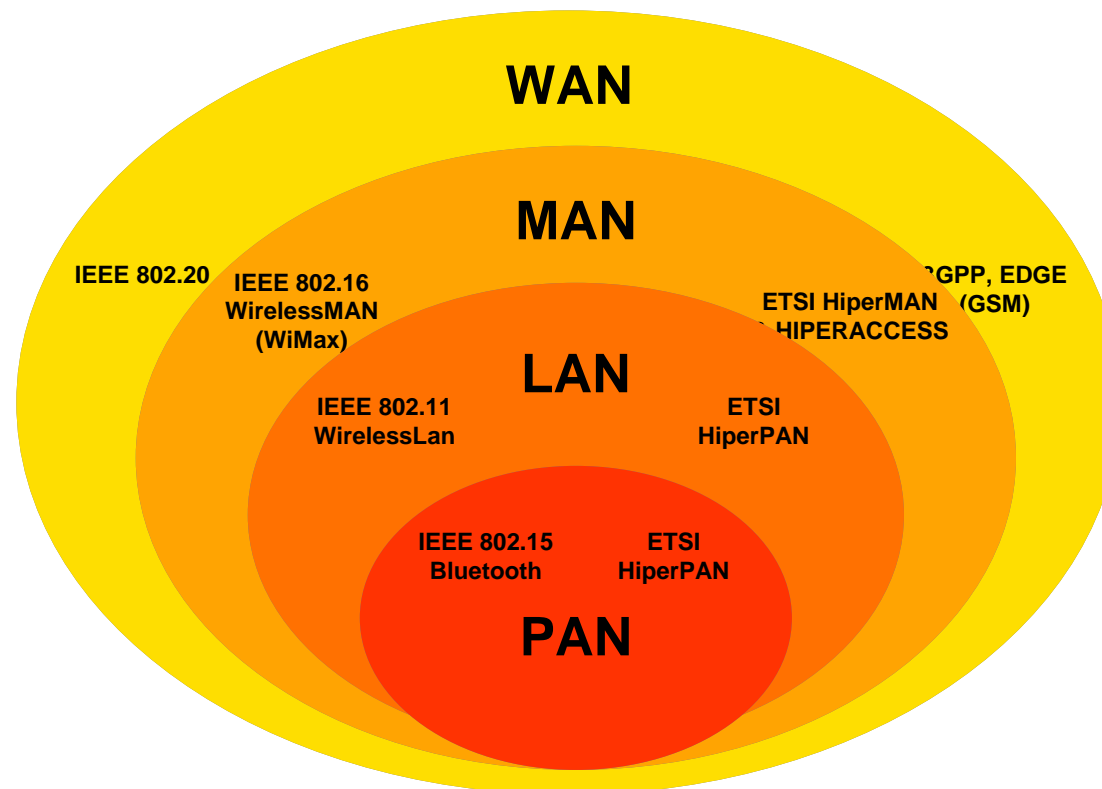 WAN
MAN
IEEE 802.20
IEEE 802.16
WirelessMAN
(WiMax)
GPP, EDGE
(GSM)
ETSI HiperMAN
HIPERACCESS
LAN
IEEE 802.11
WirelessLan
ETSI
HiperPAN
IEEE 802.15
Bluetooth
ETSI
HiperPAN
PAN